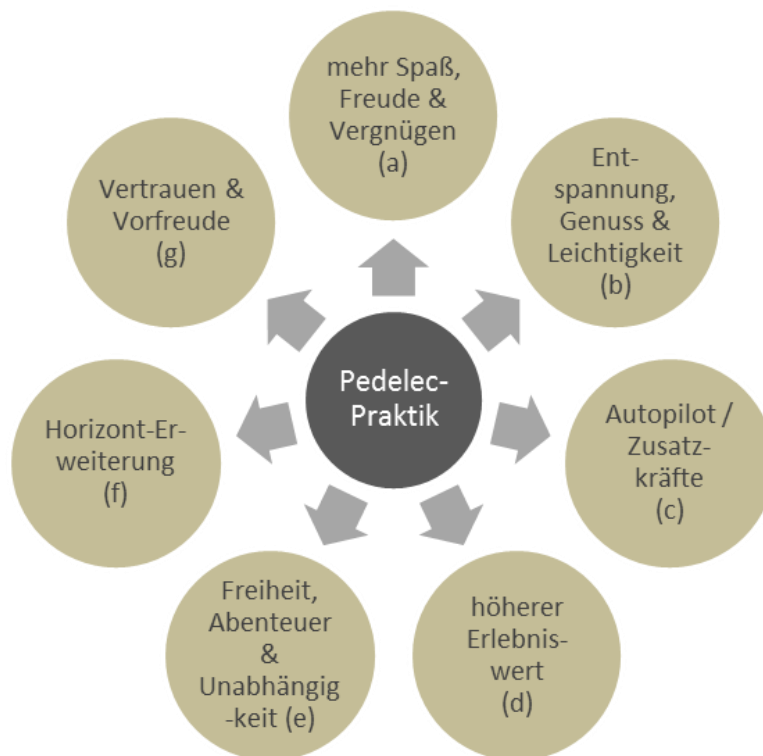 mehr Spaß,
Freude &
Vergnügen
(a)
Ent-
spannung,
Genuss &
Leichtigkeit
(b)
Autopilot /
Zusatz-
kräfte
(c)
höherer
Erlebnis-
wert
(d)
Freiheit,
Abenteuer
&
Unabhängig
-keit (e)
Horizont-Er-
weiterung
(f)
Vertrauen &
Vorfreude
(g)
Pedelec-
Praktik